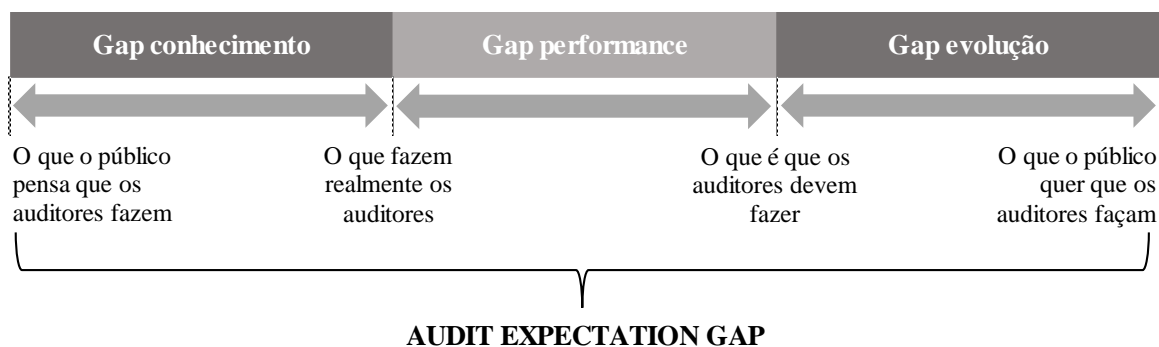 Gap conhecimento
Gap performance
Gap evolução
O que o público
pensa que os
auditores fazem
O que fazem
realmente os
auditores
O que é que os
auditores devem
fazer
O que o público
quer que os
auditores façam
AUDIT EXPECTATION GAP